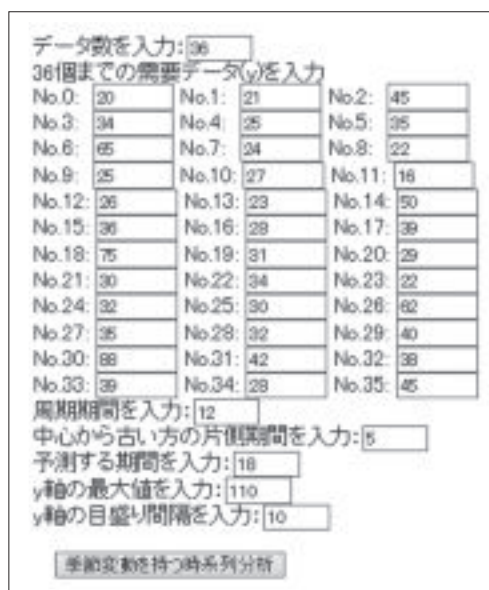 データ数を入力: 36
36個までの需要データ(y)を入力
No.0: 20 No.1: 21 No.2: 45
No.3: 34 No.4: 25 No.5: 35
No.6: 65 No.7: 24 No.8: 22
No.9: 25 No.10: 27 No.11: 16
No.12: 26 No.13: 23 No.14: 50
No.15: 36 No.16: 28 No.17: 39
No.18: 75 No.19: 31 No.20: 29
No.21: 30 No.22: 34 No.23: 22
No.24: 32 No.25: 30 No.26: 62
No.27: 35 No.28: 32 No.29: 40
No.30: 88 No.31: 42 No.32: 38
No.33: 39 No.34: 28 No.35: 45
周期期間を入力: 12
中心から古い方の片側期間を入力: 5
予測する期間を入力: 18
y軸の最大値を入力: 110
y軸の目盛り間隔を入力: 10
季節変動を持つ時系列分析